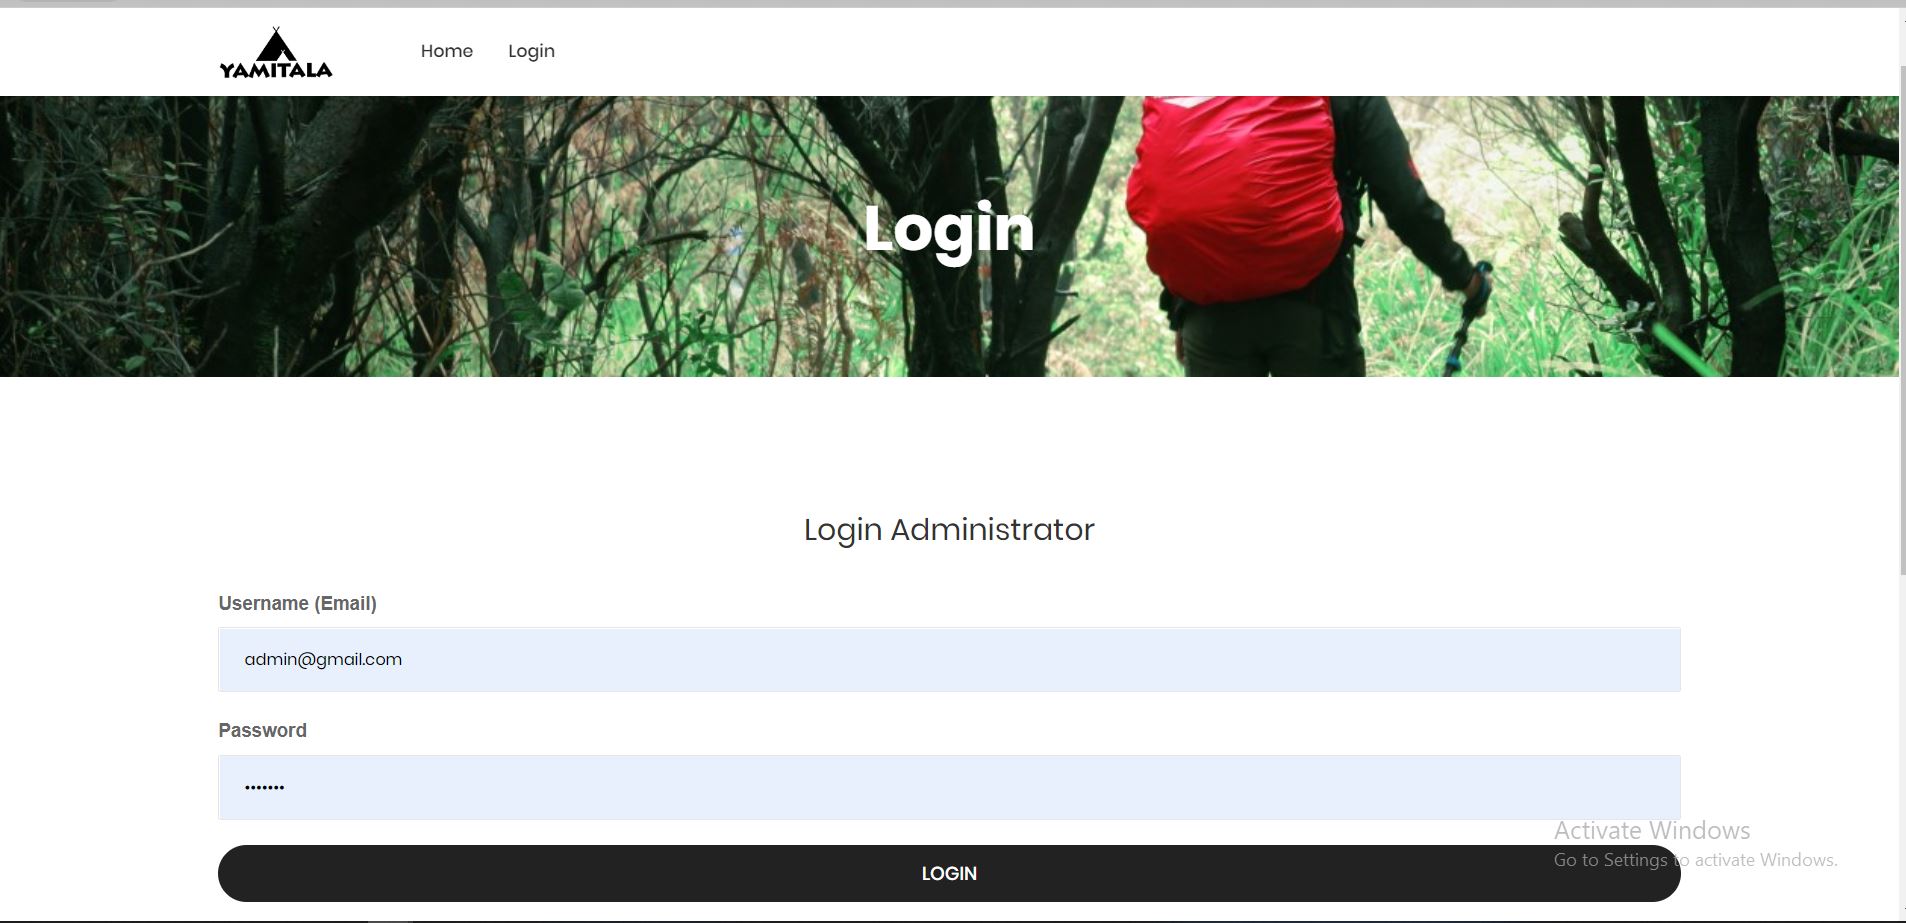 YAMITALA
Home
Login
Login
Login Administrator
Username (Email)
admin@gmail.com
Password
•••••••
LOGIN
Activate Windows
Go to Settings to activate Windows.